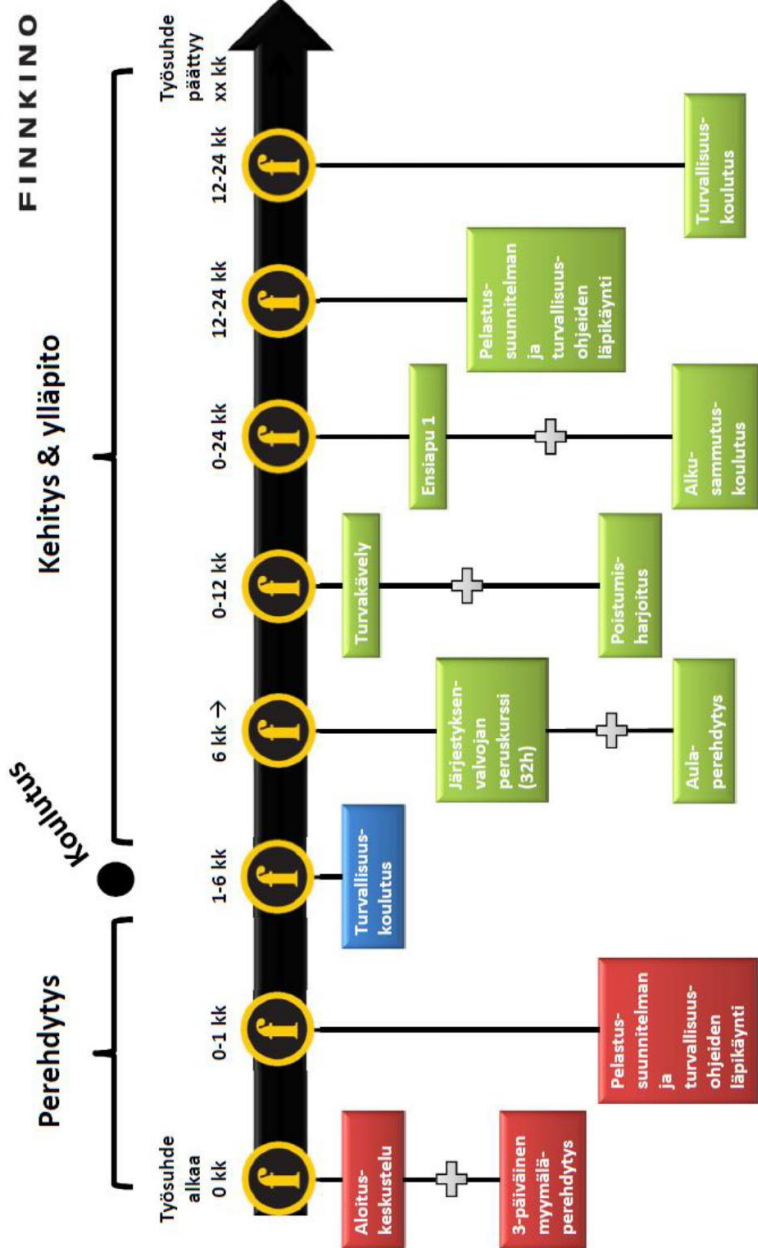 FINNKINO
Perehdytys
Koulutus
Kehitys & ylläpito
Työsuhde
alkaa
0 kk
0-1 kk
1-6 kk
6 kk →
0-12 kk
0-24 kk
12-24 kk
12-24 kk
Työsuhde
päättyy
xx kk
f
f
f
f
f
f
f
f
Aloitus-
keskustelu
3-päiväinen
myymälä-
perehdytys
Pelastus-
suunnitelman
ja
turvallisuus-
ohjeiden
läpikäynti
Turvallisuus-
koulutus
Järjestyksen-
valvojan
peruskurssi
(32h)
Aula-
perehdytys
Turvakävely
Poistumis-
harjoitus
Ensiapu 1
Alku-
sammutus-
koulutus
Pelastus-
suunnitelman
ja
turvallisuus-
ohjeiden
läpikäynti
Turvallisuus-
koulutus